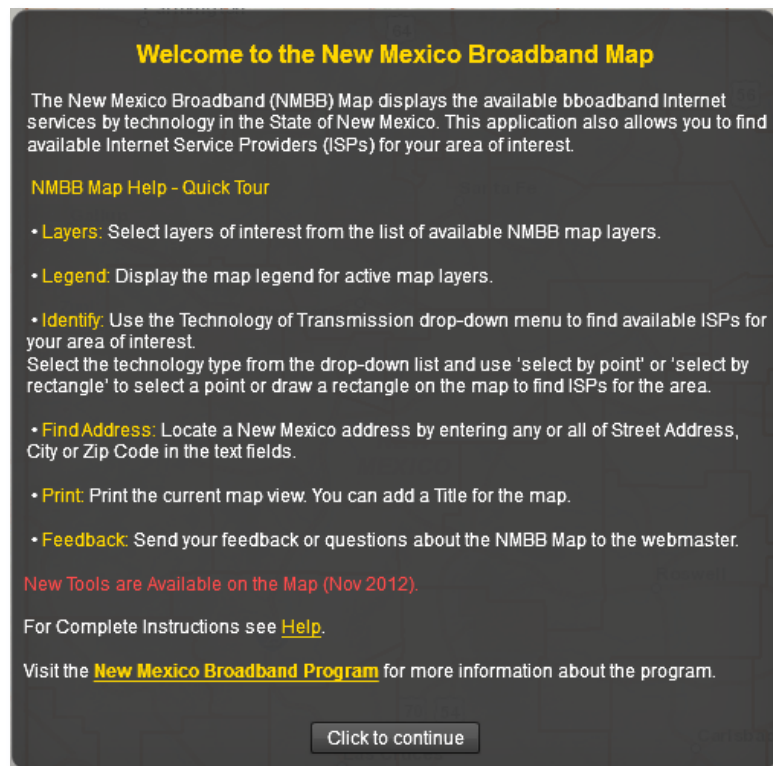 Welcome to the New Mexico Broadband Map
The New Mexico Broadband (NMBB) Map displays the available bboadband Internet
services by technology in the State of New Mexico. This application also allows you to find
available Internet Service Providers (ISPs) for your area of interest.
NMBB Map Help - Quick Tour
• Layers: Select layers of interest from the list of available NMBB map layers.
• Legend: Display the map legend for active map layers.
• Identify: Use the Technology of Transmission drop-down menu to find available ISPs for
your area of interest.
Select the technology type from the drop-down list and use 'select by point' or 'select by
rectangle' to select a point or draw a rectangle on the map to find ISPs for the area.
• Find Address: Locate a New Mexico address by entering any or all of Street Address,
City or Zip Code in the text fields.
MEXICO
• Print: Print the current map view. You can add a Title for the map.
• Feedback: Send your feedback or questions about the NMBB Map to the webmaster.
New Tools are Available on the Map (Nov 2012).
Roswell
For Complete Instructions see Help.
Visit the New Mexico Broadband Program for more information about the program.
Click to continue